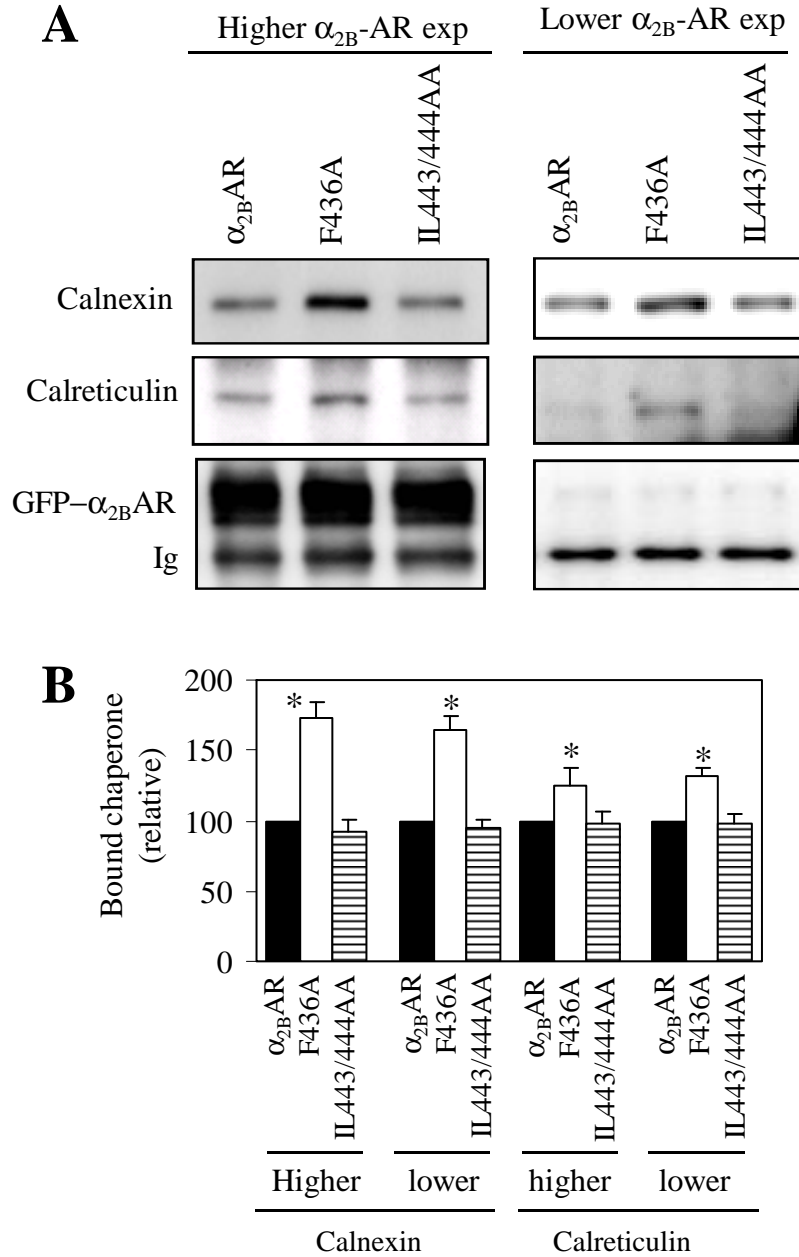 A
Higher α2B-AR exp
Lower α2B-AR exp
α2BAR
F436A
IL443/444AA
α2BAR
F436A
IL443/444AA
Calnexin
Calreticulin
GFP−α2BAR
Ig
B
Bound chaperone
(relative)
200
150
100
50
0
*
*
*
*
α2BAR
F436A
IL443/444AA
α2BAR
F436A
IL443/444AA
α2BAR
F436A
IL443/444AA
α2BAR
F436A
IL443/444AA
Higher
lower
higher
lower
Calnexin
Calreticulin